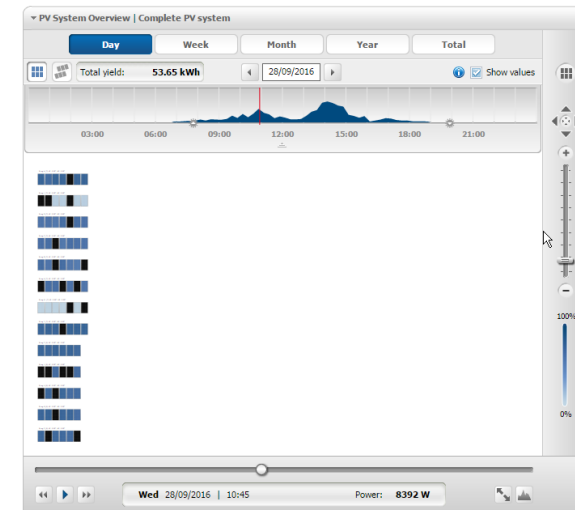 PV System Overview | Complete PV system
Day Week Month Year Total
Total yield: 53.65 kWh 28/09/2016 Show values
03:00 06:00 09:00 12:00 15:00 18:00 21:00
100%
0%
Wed 28/09/2016 | 10:45 Power: 8392 W